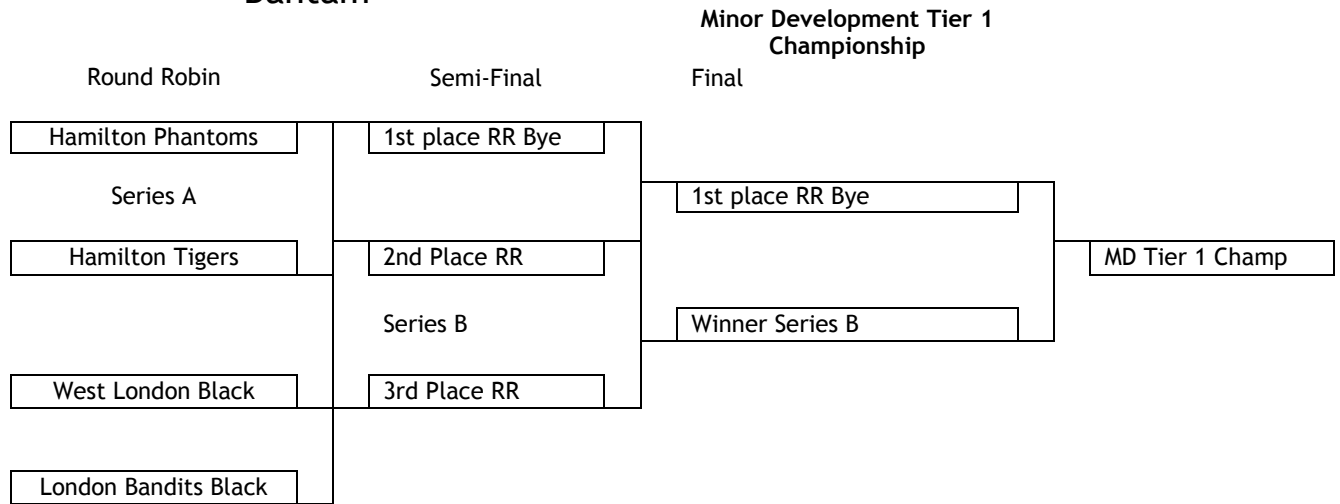 Minor Development Tier 1
Championship
Round Robin
Semi-Final
Final
Hamilton Phantoms
1st place RR Bye
Series A
1st place RR Bye
Hamilton Tigers
2nd Place RR
MD Tier 1 Champ
Series B
Winner Series B
West London Black
3rd Place RR
London Bandits Black